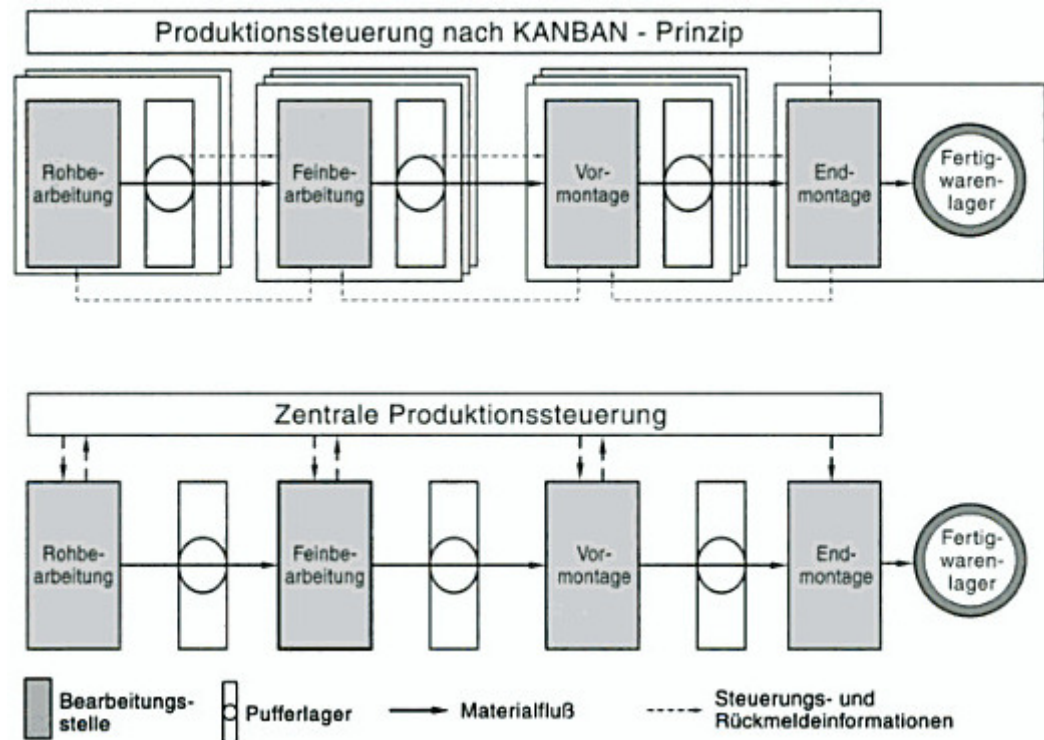 Produktionssteuerung nach KANBAN - Prinzip
Rohbe-
arbeitung
Feinbe-
arbeitung
Vor-
montage
End-
montage
Fertig-
waren-
lager
Zentrale Produktionssteuerung
Rohbe-
arbeitung
Feinbe-
arbeitung
Vor-
montage
End-
montage
Fertig-
waren-
lager
Bearbeitungs-
stelle
Pufferlager
Materialfluß
Steuerungs- und
Rückmeldeinformationen